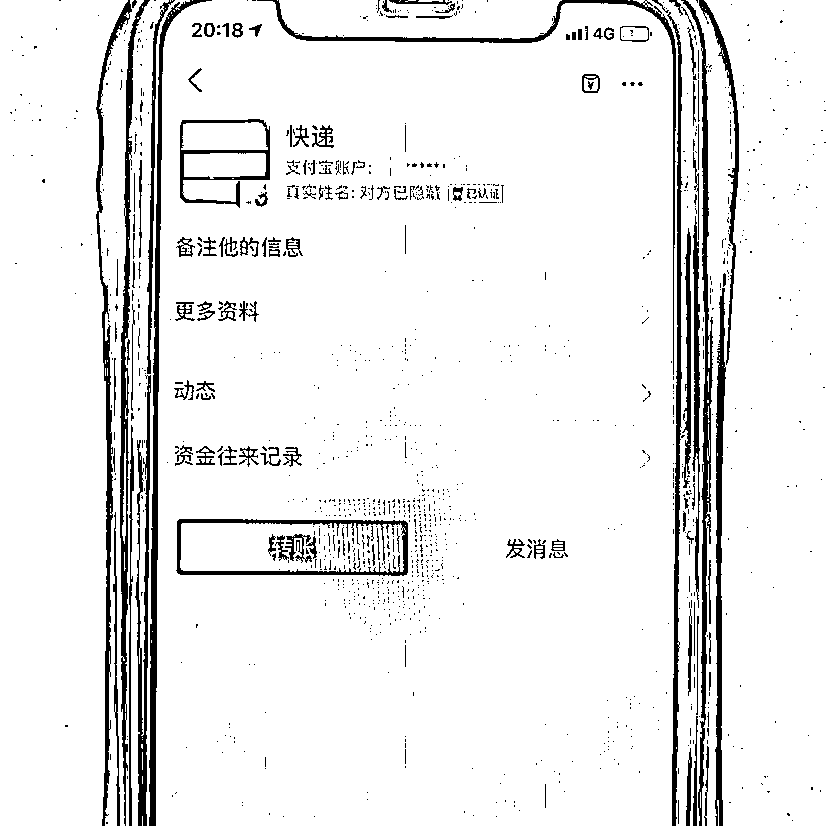 20:18
4G
快递
支付宝账户:
真实姓名: 对方已隐藏 已认证
备注他的信息
更多资料
动态
资金往来记录
转账
发消息